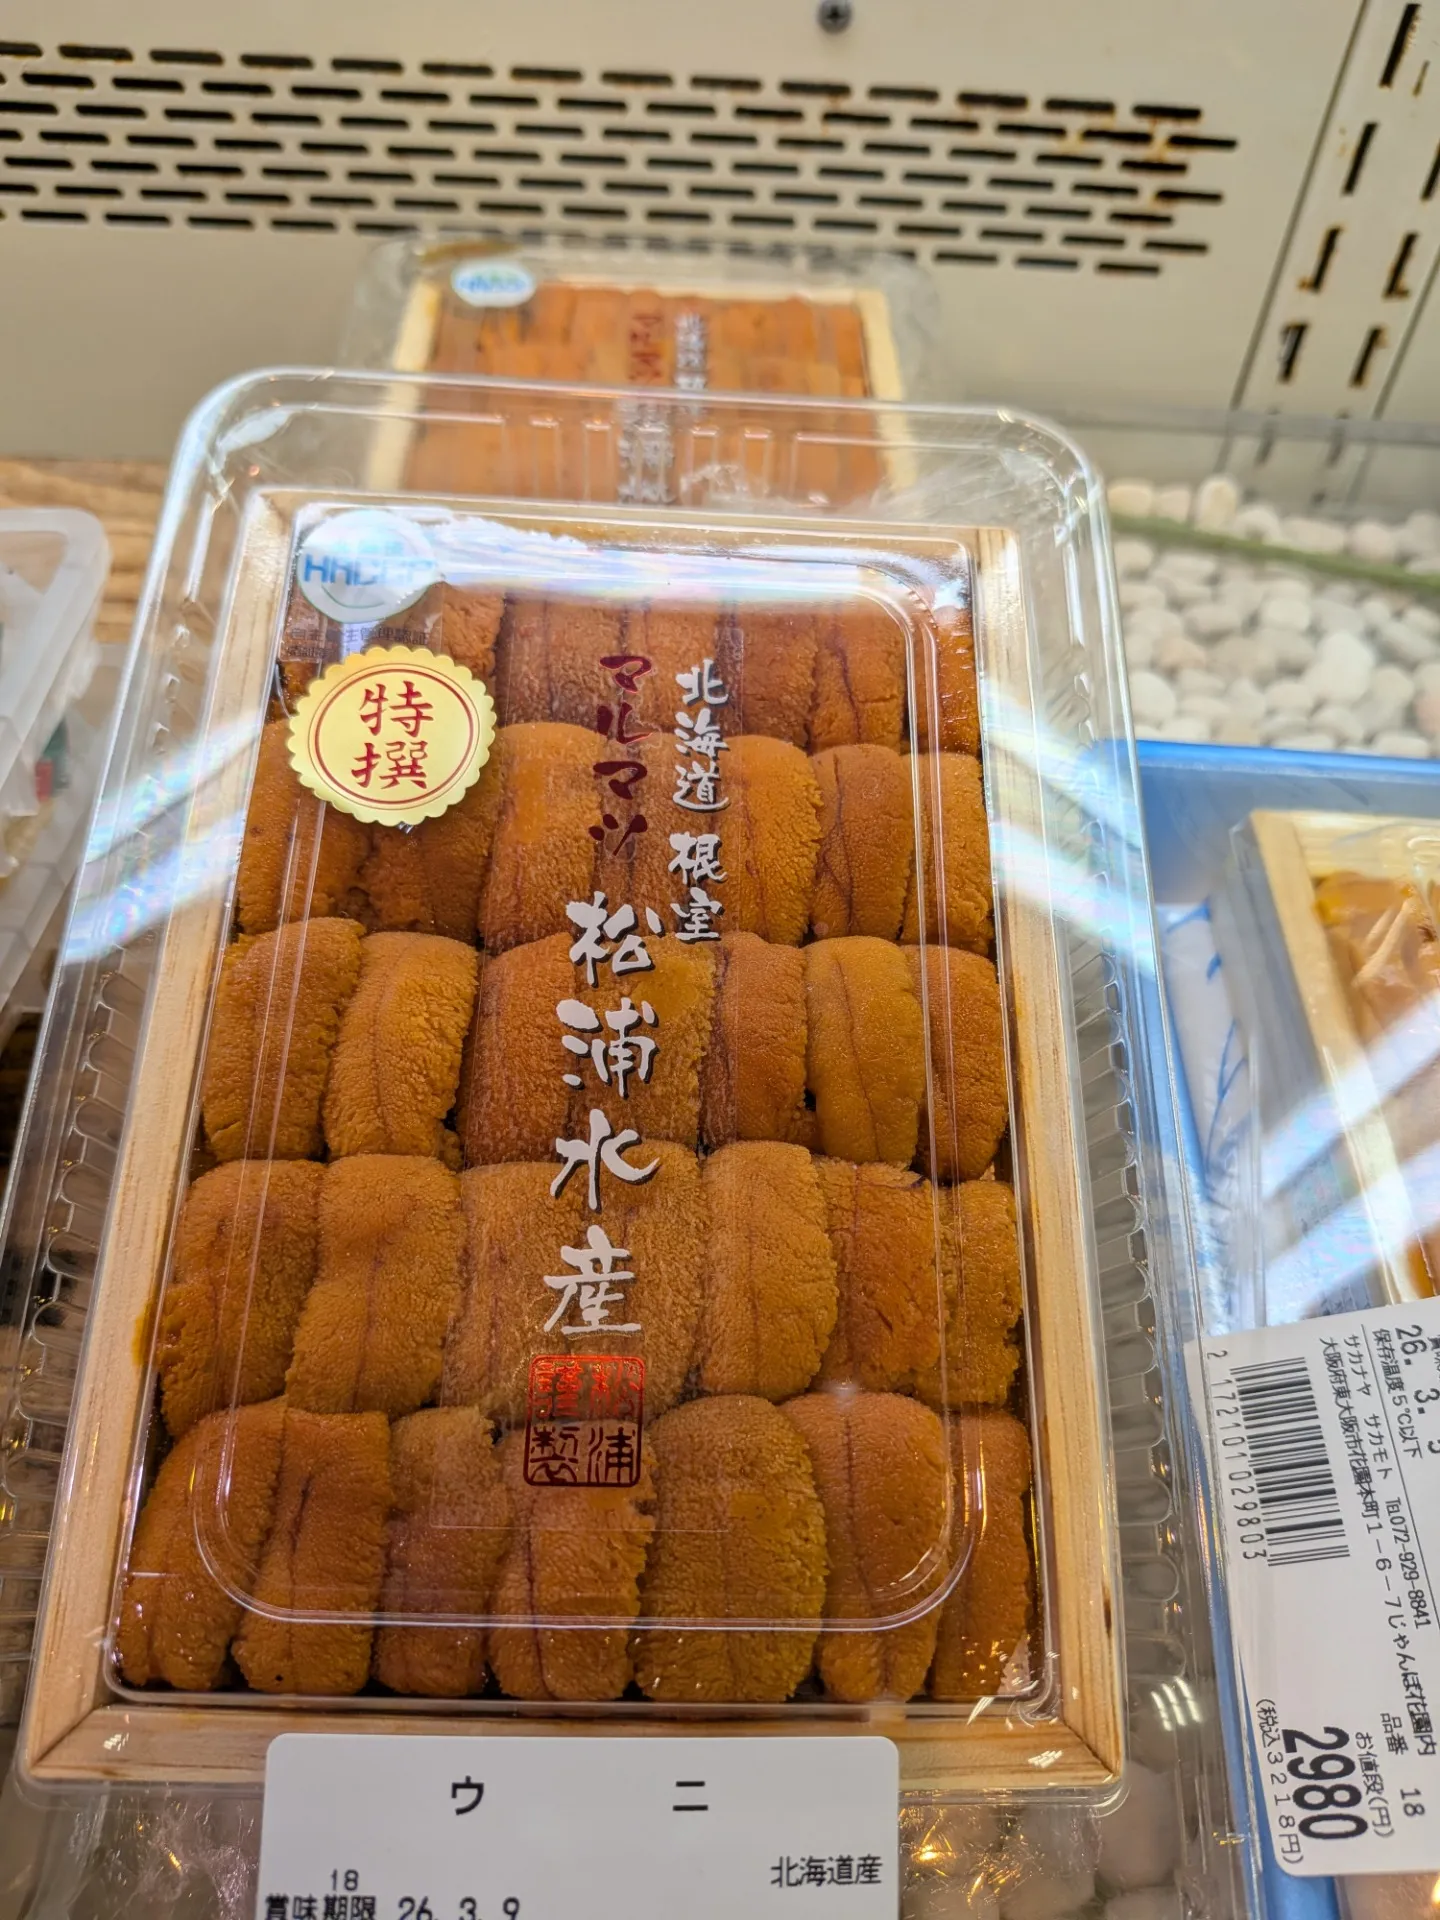 HACCP
特撰
北海道 根室
マルマツ
松浦水産
松浦
謹製
ウニ
北海道産
18
賞味期限 26.3.9
26. 3.
保存温度5℃以下
サカナヤ サカモト TEL072-929-8841
大阪府東大阪市花園本町1-6-7じゃんぼ花園内
品番 18
お値段(円)
2980
(税込3218円)
2 172101 029803